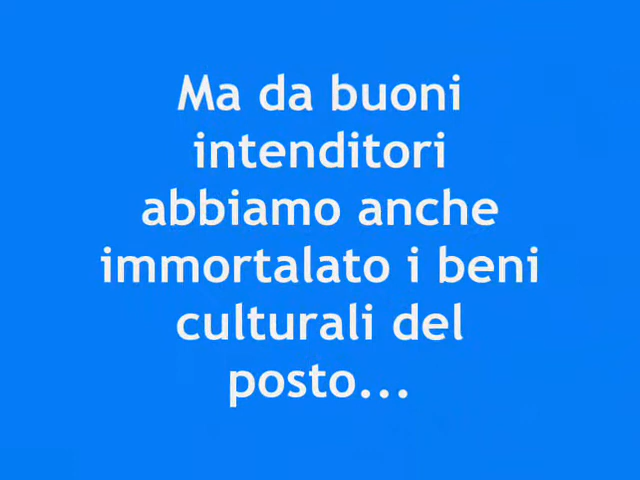 Ma da buoni
intenditori
abbiamo anche
immortalato i beni
culturali del
posto...